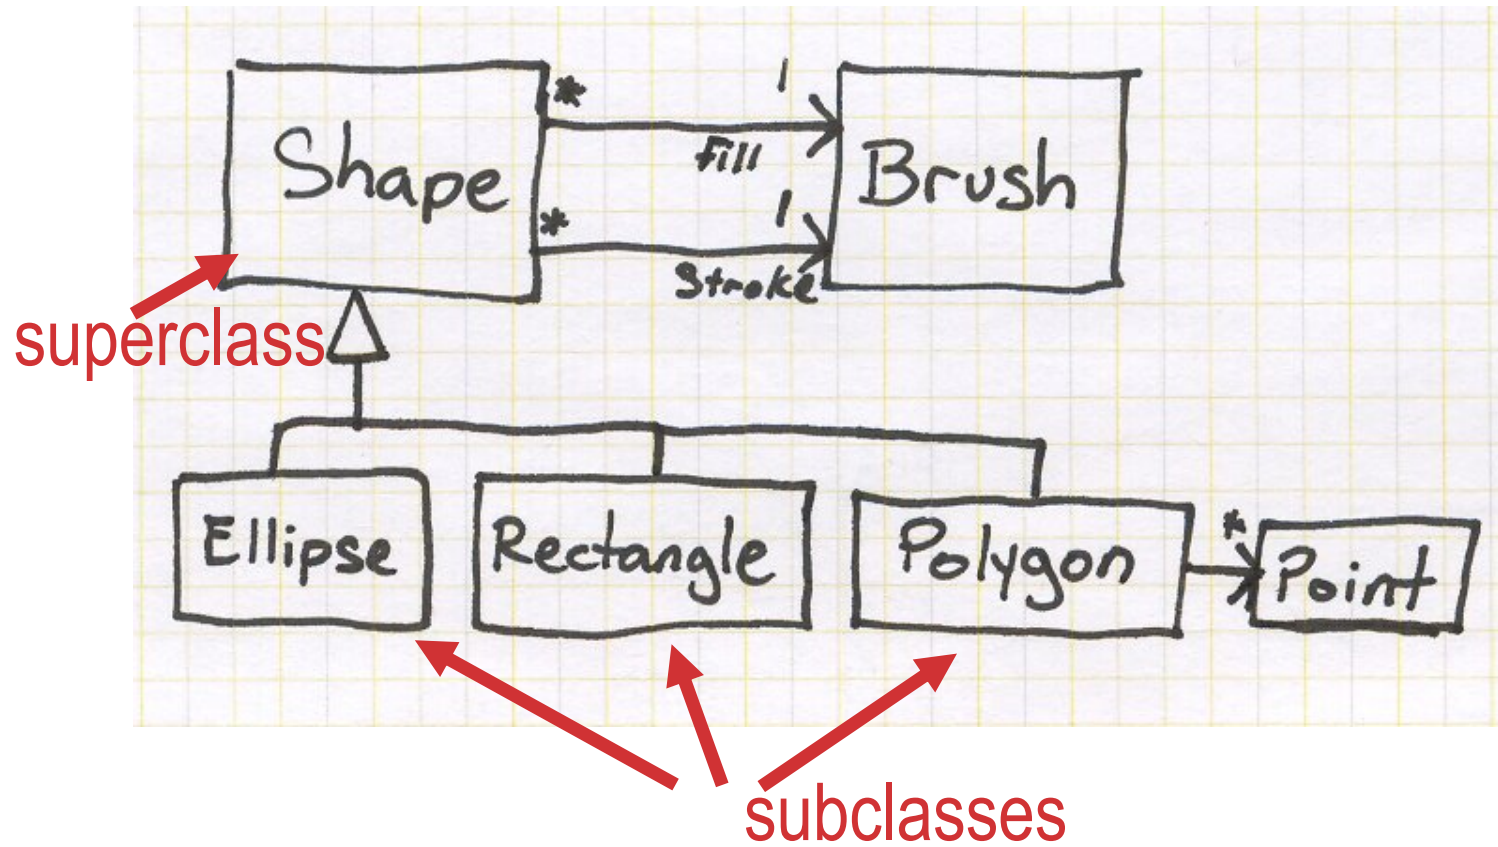 * 1
Shape fill Brush
* 1
Stroke
superclass
Ellipse Rectangle Polygon * Point
subclasses